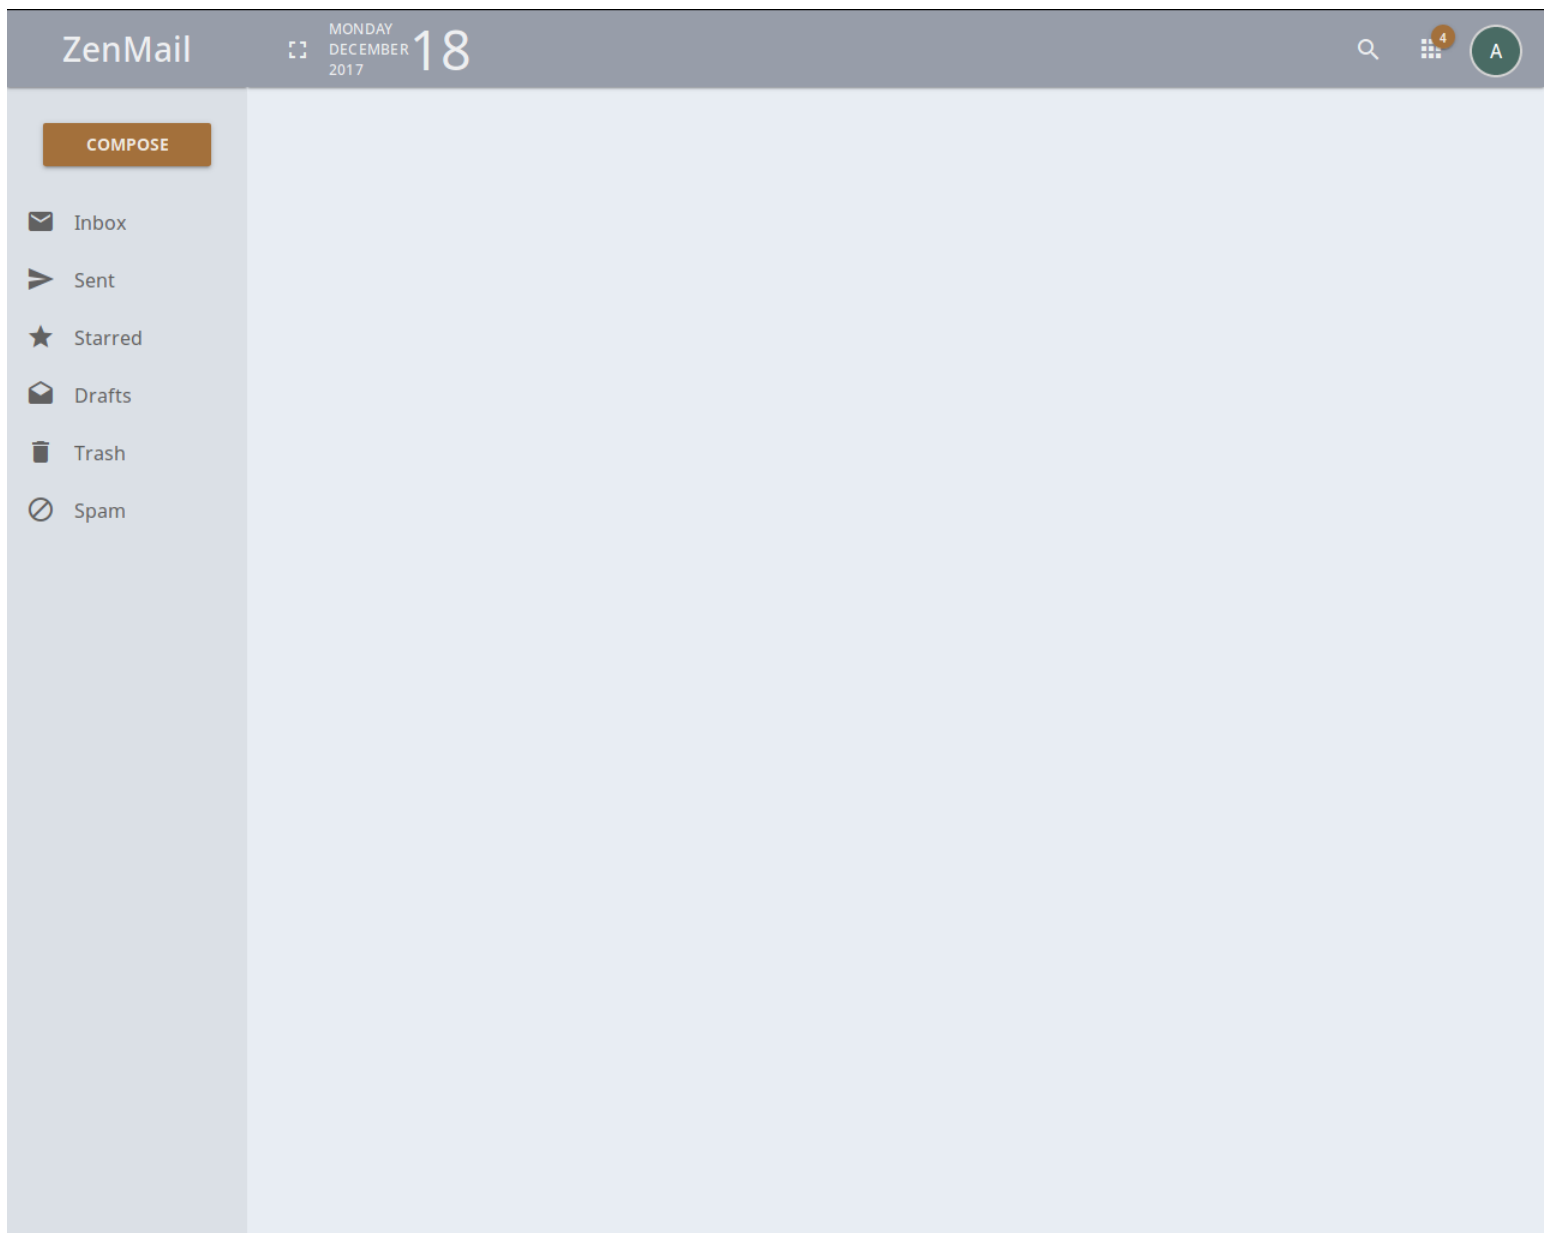 ZenMail
MONDAY
DECEMBER
2017
18
4
A
COMPOSE
Inbox
Sent
Starred
Drafts
Trash
Spam